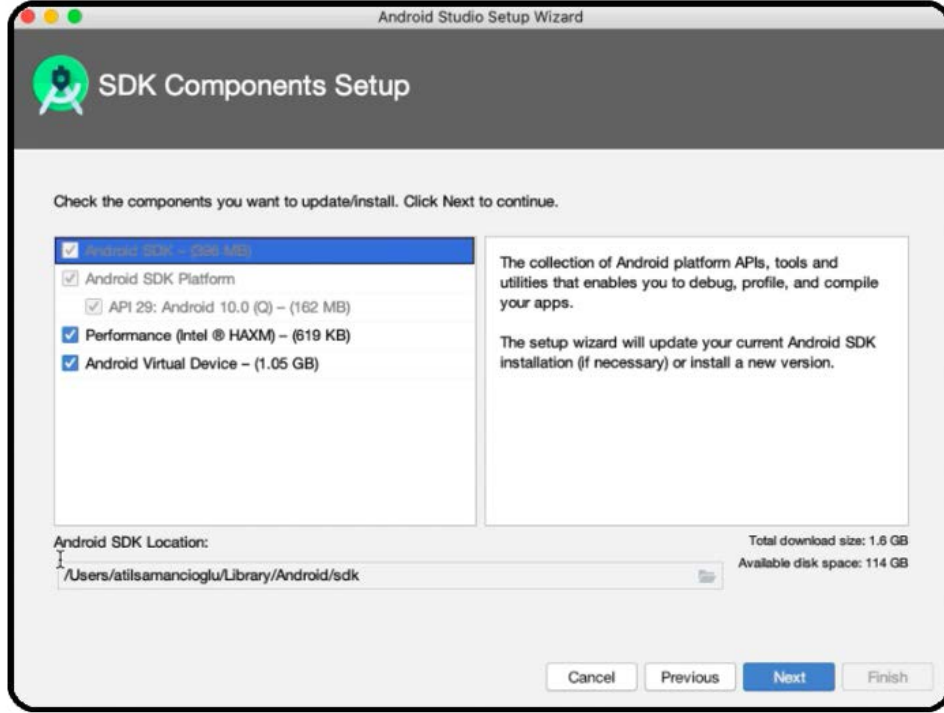 Android Studio Setup Wizard
SDK Components Setup
Check the components you want to update/install. Click Next to continue.
Android SDK – (396 MB)
Android SDK Platform
API 29: Android 10.0 (Q) – (162 MB)
Performance (Intel ® HAXM) – (619 KB)
Android Virtual Device – (1.05 GB)
The collection of Android platform APIs, tools and
utilities that enables you to debug, profile, and compile
your apps.
The setup wizard will update your current Android SDK
installation (if necessary) or install a new version.
Android SDK Location:
/Users/atilsamancioglu/Library/Android/sdk
Total download size: 1.6 GB
Available disk space: 114 GB
Cancel
Previous
Next
Finish